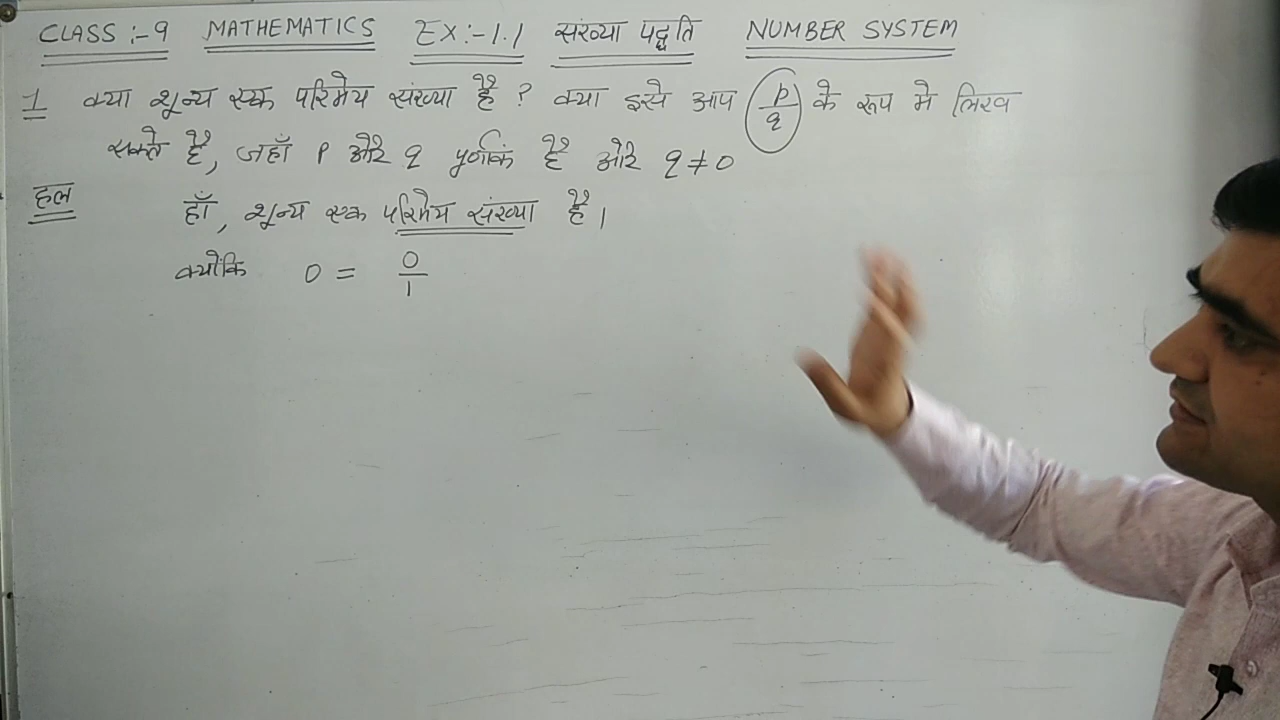 CLASS :- 9 MATHEMATICS EX:-1.1 संख्या पद्धति NUMBER SYSTEM
1 क्या शून्य एक परिमेय संख्या है ? क्या इसे आप p/q के रूप मे लिख
सकते है, जहाँ P और q पूर्णाकं है और q ≠ 0
हल हाँ, शून्य एक परिमेय संख्या है।
क्योकि 0 = 0/1